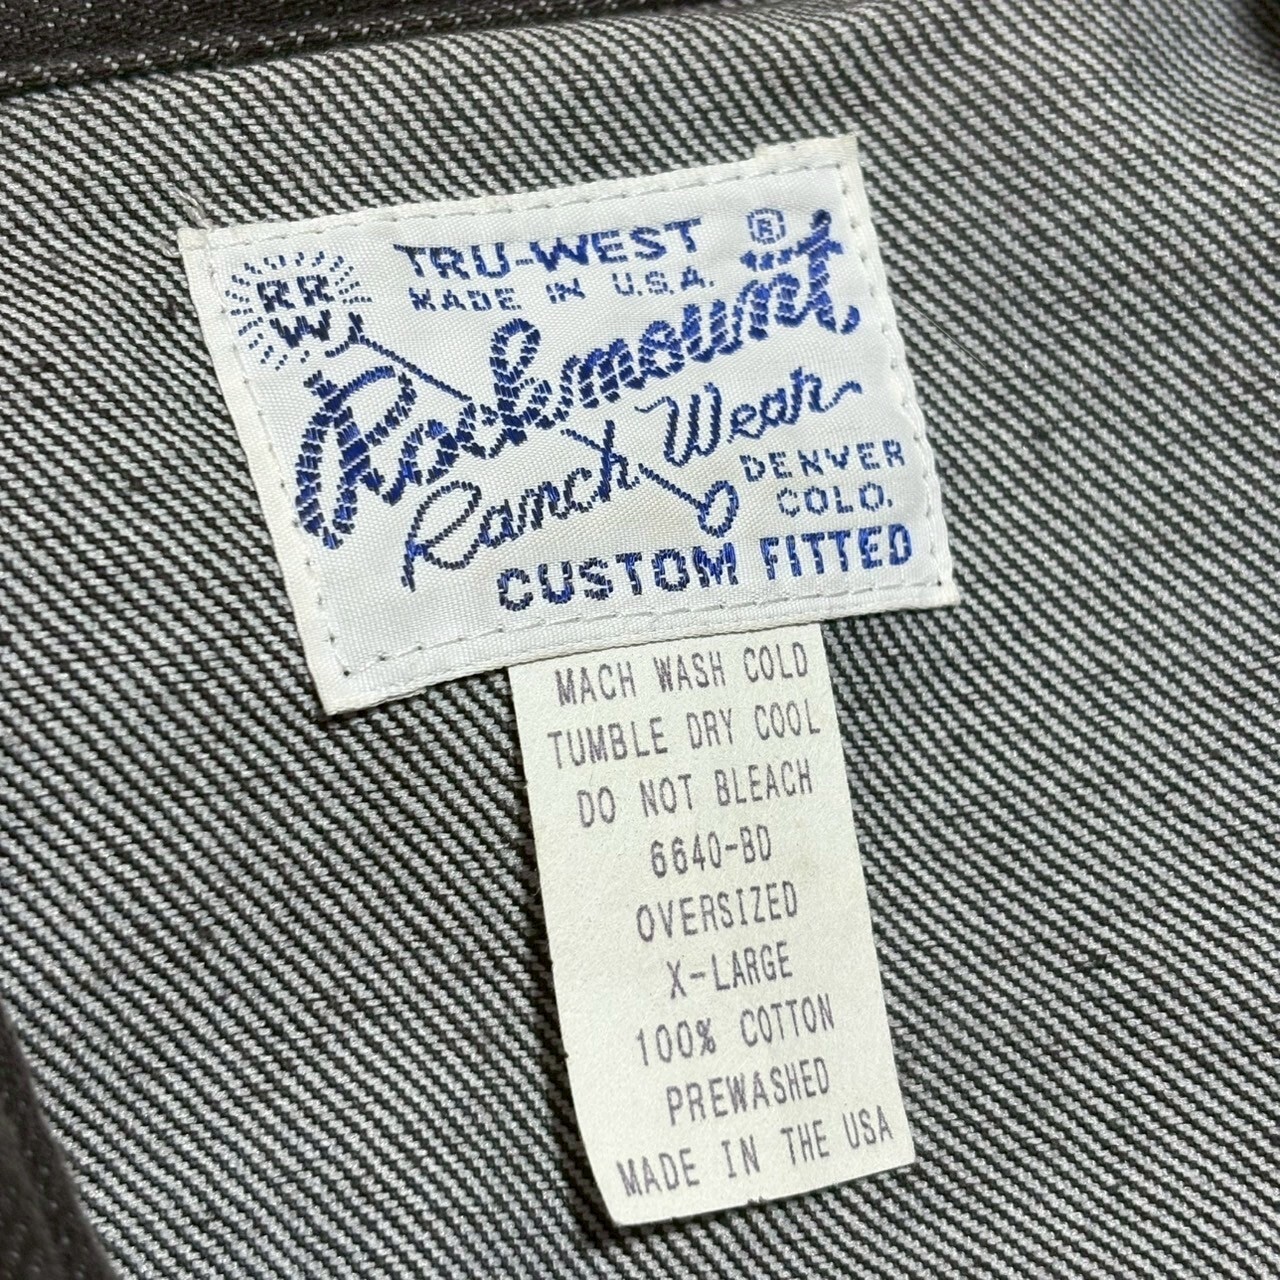 TRU-WEST ®
MADE IN U.S.A.
RR
W
Rockmount
Ranch Wear
DENVER
COLO.
CUSTOM FITTED
MACH WASH COLD
TUMBLE DRY COOL
DO NOT BLEACH
6640-BD
OVERSIZED
X-LARGE
100% COTTON
PREWASHED
MADE IN THE USA